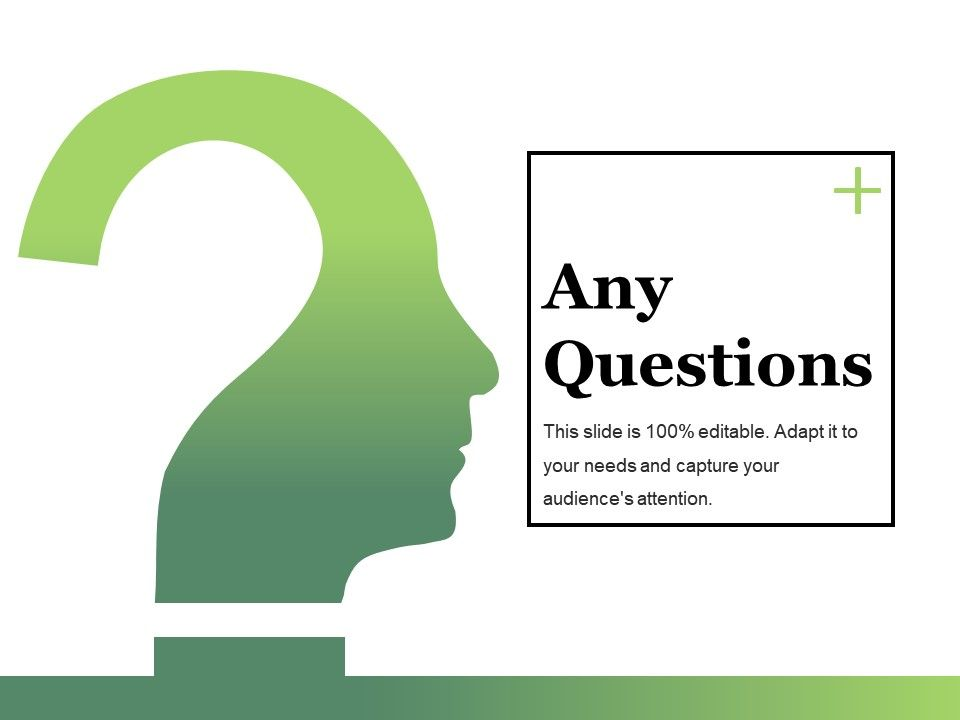 Any
Questions
This slide is 100% editable. Adapt it to
your needs and capture your
audience's attention.